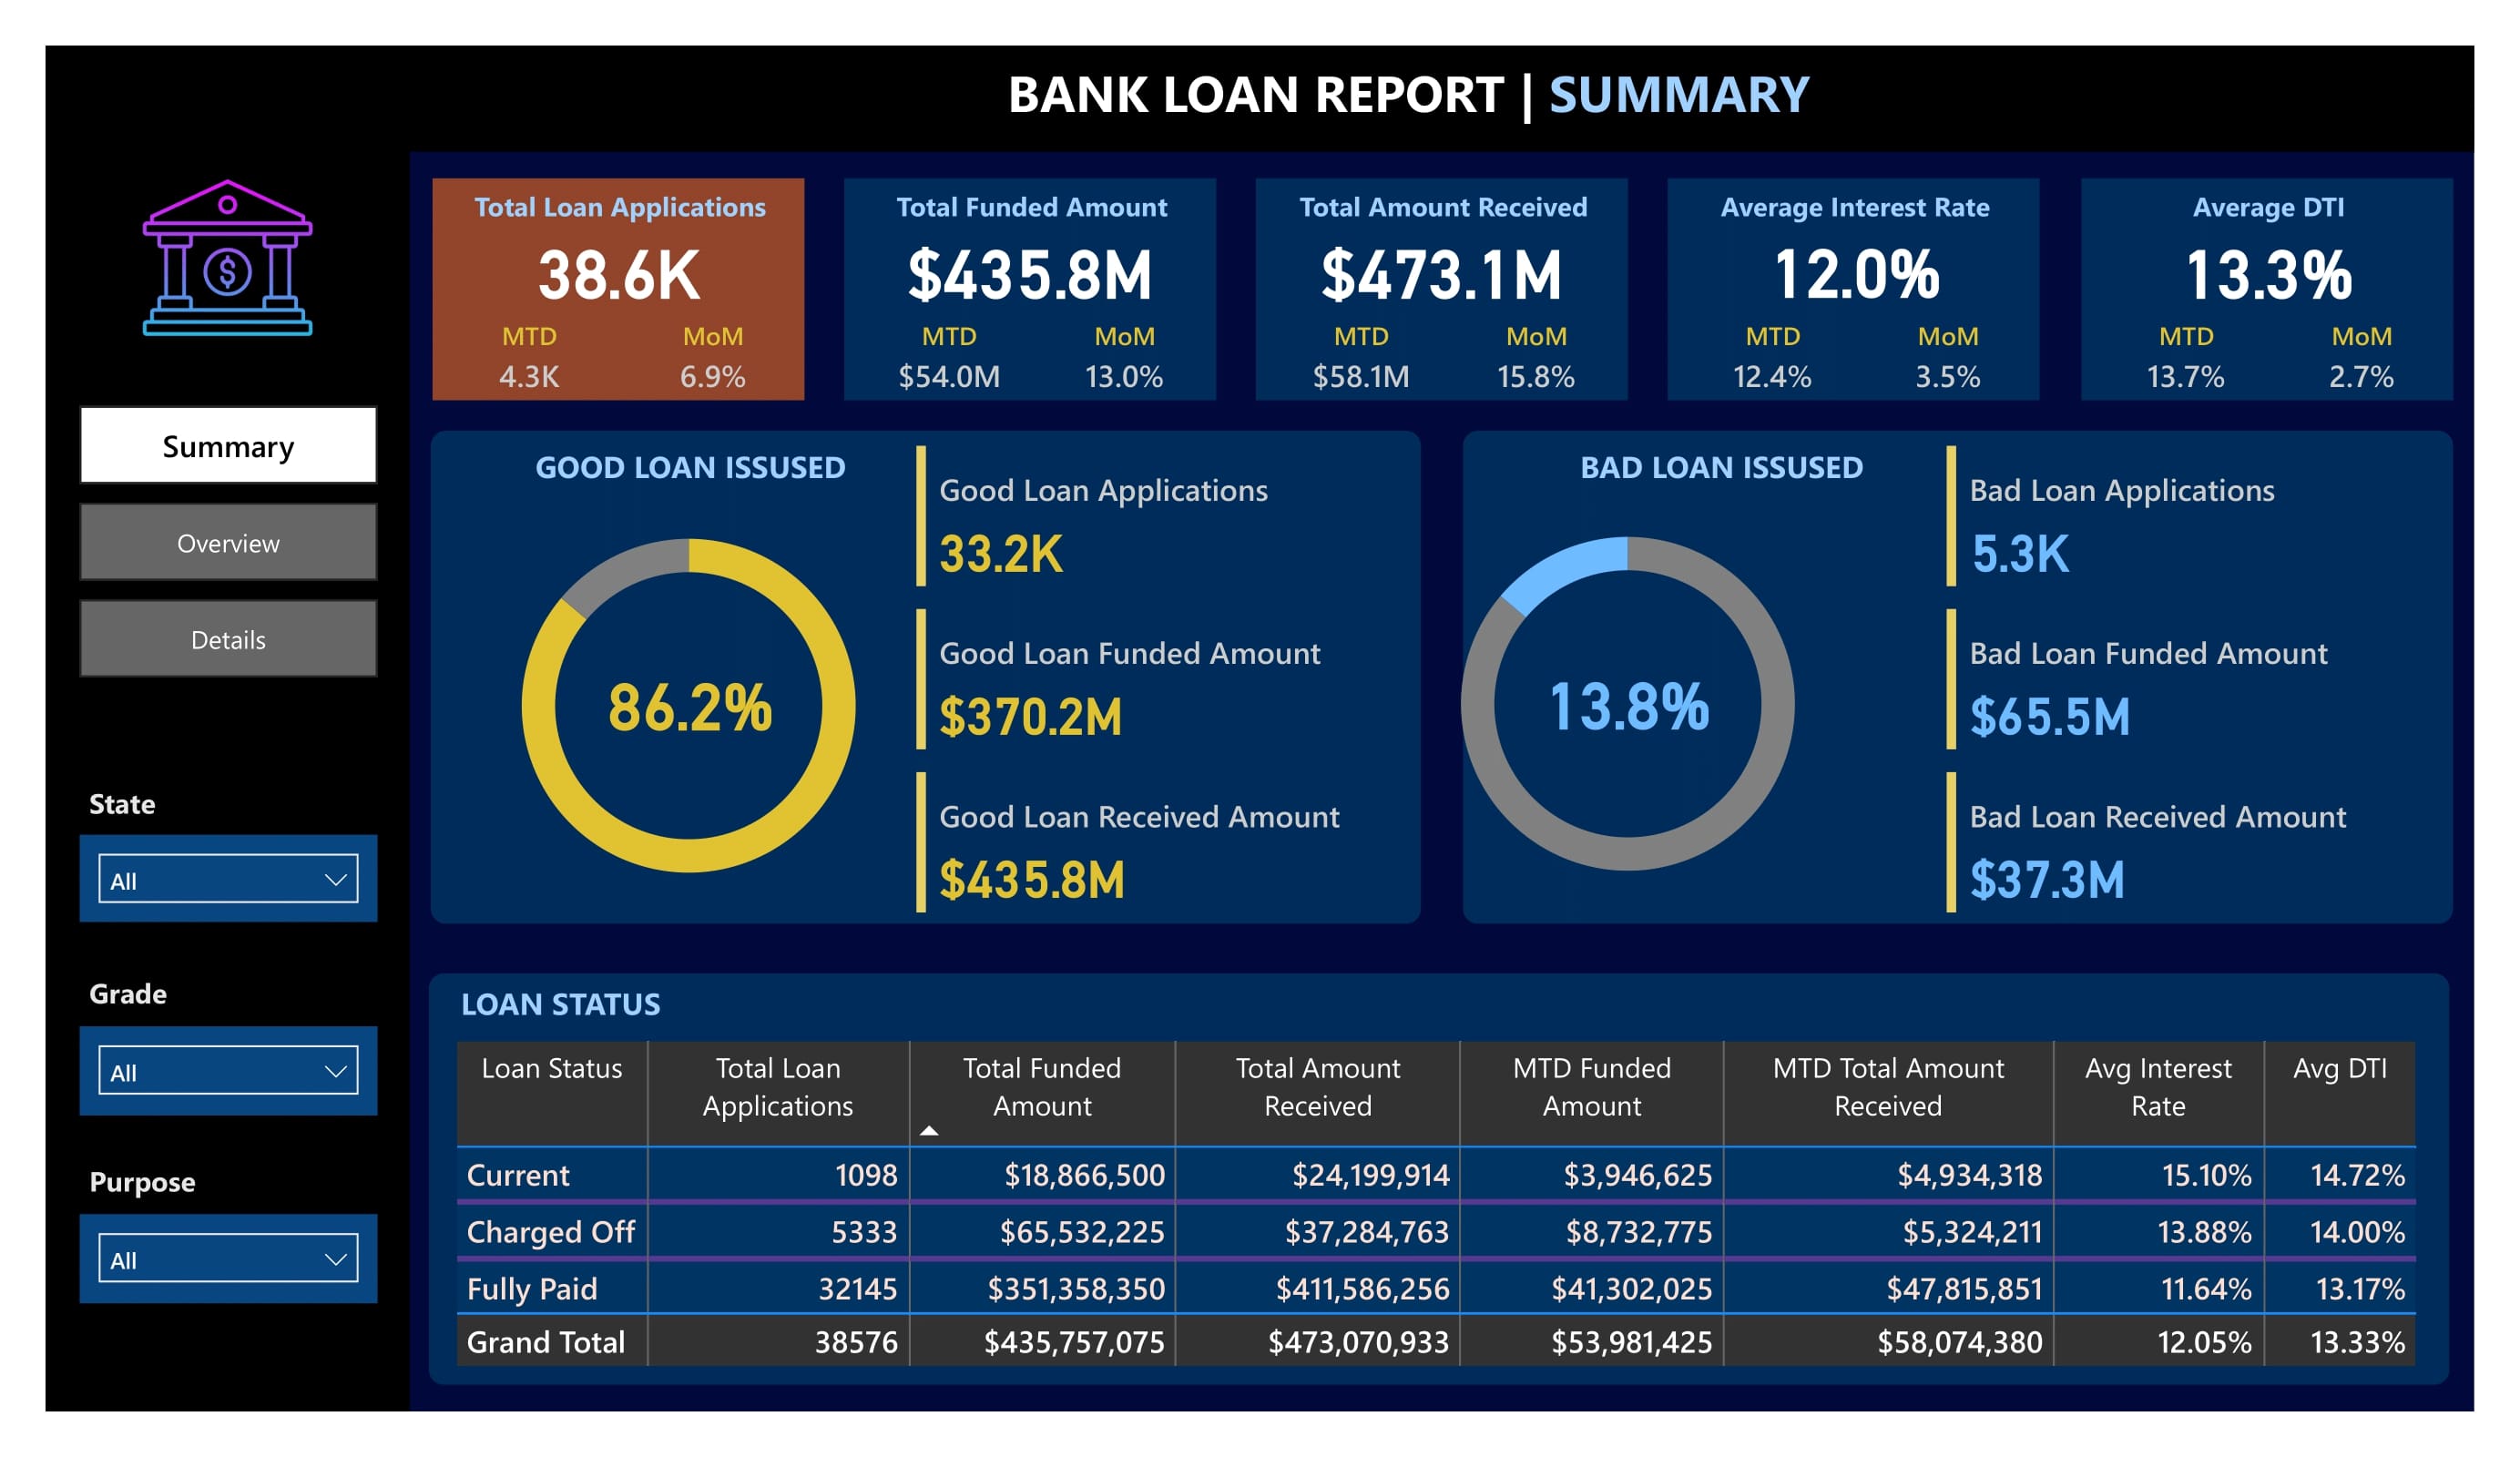 BANK LOAN REPORT | SUMMARY
Total Loan Applications
38.6K
MTD MoM
4.3K 6.9%
Total Funded Amount
$435.8M
MTD MoM
$54.0M 13.0%
Total Amount Received
$473.1M
MTD MoM
$58.1M 15.8%
Average Interest Rate
12.0%
MTD MoM
12.4% 3.5%
Average DTI
13.3%
MTD MoM
13.7% 2.7%
$
Summary
Overview
Details
State
All
Grade
All
Purpose
All
GOOD LOAN ISSUSED
86.2%
Good Loan Applications
33.2K
Good Loan Funded Amount
$370.2M
Good Loan Received Amount
$435.8M
BAD LOAN ISSUSED
13.8%
Bad Loan Applications
5.3K
Bad Loan Funded Amount
$65.5M
Bad Loan Received Amount
$37.3M
LOAN STATUS
Loan Status Total Loan Total Funded Total Amount MTD Funded MTD Total Amount Avg Interest Avg DTI
Applications Amount Received Amount Received Rate
Current 1098 $18,866,500 $24,199,914 $3,946,625 $4,934,318 15.10% 14.72%
Charged Off 5333 $65,532,225 $37,284,763 $8,732,775 $5,324,211 13.88% 14.00%
Fully Paid 32145 $351,358,350 $411,586,256 $41,302,025 $47,815,851 11.64% 13.17%
Grand Total 38576 $435,757,075 $473,070,933 $53,981,425 $58,074,380 12.05% 13.33%